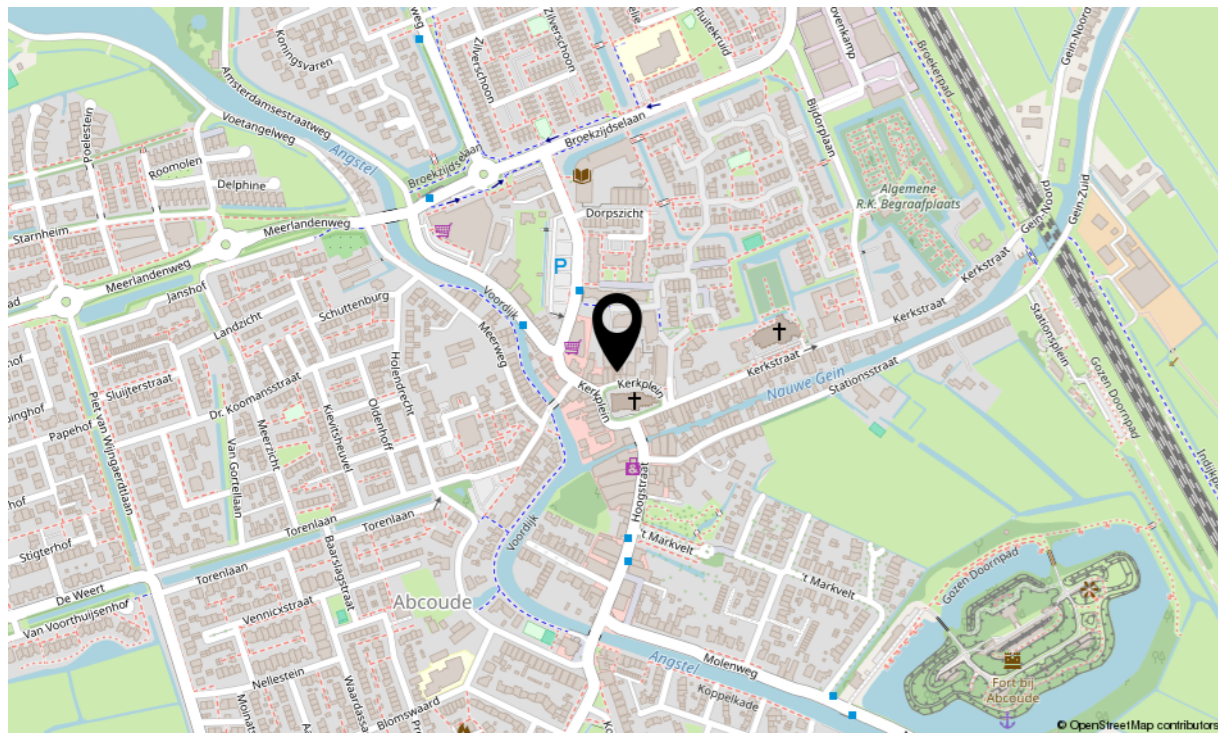 Koningsvaren
Zilverschoon
Zilverschoon
Fluitekruid
Broekerpad
Gein-Noord
Poelestein
Amsterdamsestraatweg
Voetangelweg
Angstel
Broekzijdselaan
Broekzijdselaan
Bijdorplaan
Roomolen
Delphine
Algemene
R.K. Begraafplaats
Gein-Noord
Gein-Zuid
Starnheim
Meerlandenweg
Dorpszicht
P
Meerlandenweg
Janshof
Landzicht
Schuttenburg
Voordijk
Meerweg
Kerkstraat
Kerkstraat
Kerkstraat
Stationsplein
Gozen Doornpad
Sluijterstraat
Dr. Koomansstraat
Holendrecht
Oldenhoff
Kerkplein
Kerkplein
Nauwe Gein
Stationsstraat
Papehof
Piet van Wijngaerdtlaan
Van Gortellaan
Meerzicht
Kievitsheuvel
Hoogstraat
Torenlaan
Torenlaan
Voordijk
't Markvelt
Stigterhof
Baarslagstraat
Torenlaan
De Weert
't Markvelt
Gozen Doornpad
Van Voorthuijsenhof
Vennicxstraat
Abcoude
Angstel
Molenweg
Nellestein
Koppelkade
Fort bij
Abcoude
Blomswaard
© OpenStreetMap contributors